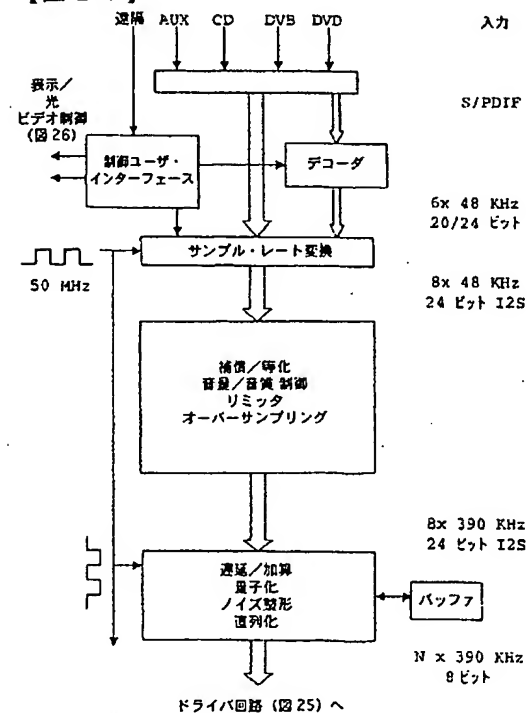 遠隔 AUX CD DVB DVD
入力
表示/
光
ビデオ制御
(図26)
S/PDIF
制御ユーザ・
インターフェース
デコーダ
6x 48 KHz
20/24 ビット
サンプル・レート変換
50 MHz
8x 48 KHz
24 ビット I2S
補償/等化
音量/音質 制御
リミッタ
オーバーサンプリング
8x 390 KHz
24 ビット I2S
遅延/加算
量子化
ノイズ整形
直列化
バッファ
N x 390 KHz
8 ビット
ドライバ回路 (図25) へ